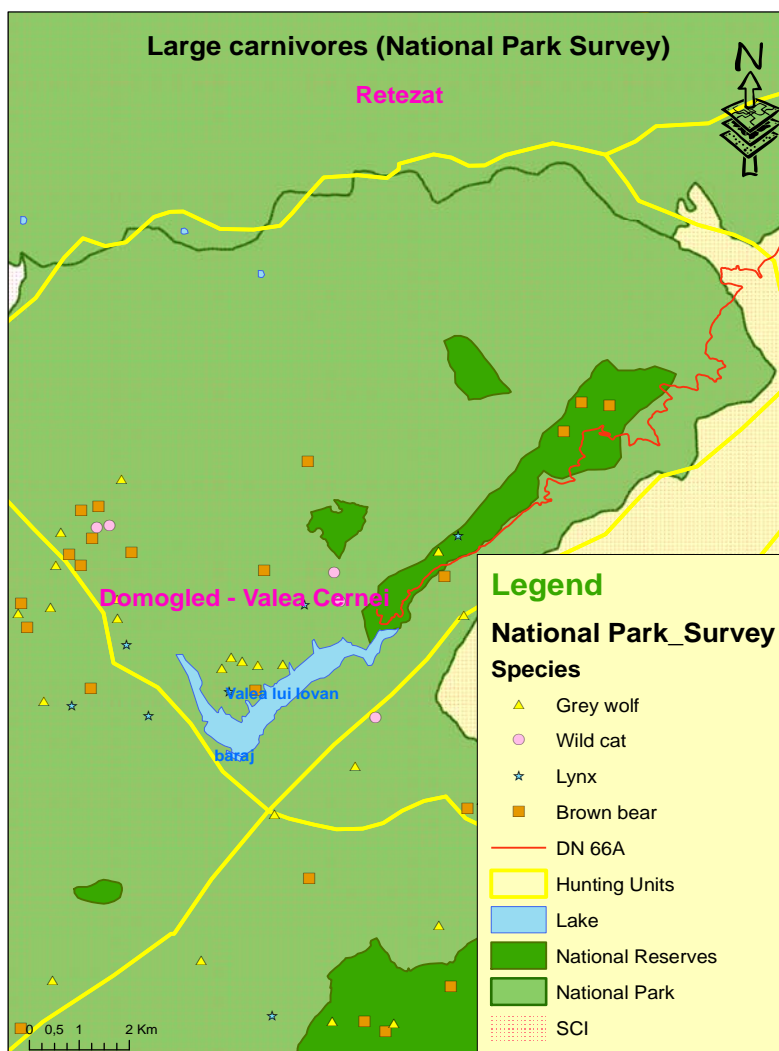 Large carnivores (National Park Survey)
Retezat
N
Domogled - Valea Cernei
Valea lui Iovan
baraj
Legend
National Park_Survey
Species
Grey wolf
Wild cat
Lynx
Brown bear
DN 66A
Hunting Units
Lake
National Reserves
National Park
SCI
0 0,5 1 2 Km